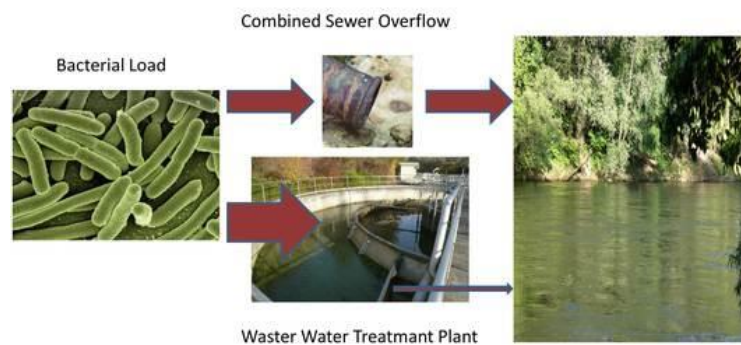 Combined Sewer Overflow
Bacterial Load
Waster Water Treatmant Plant